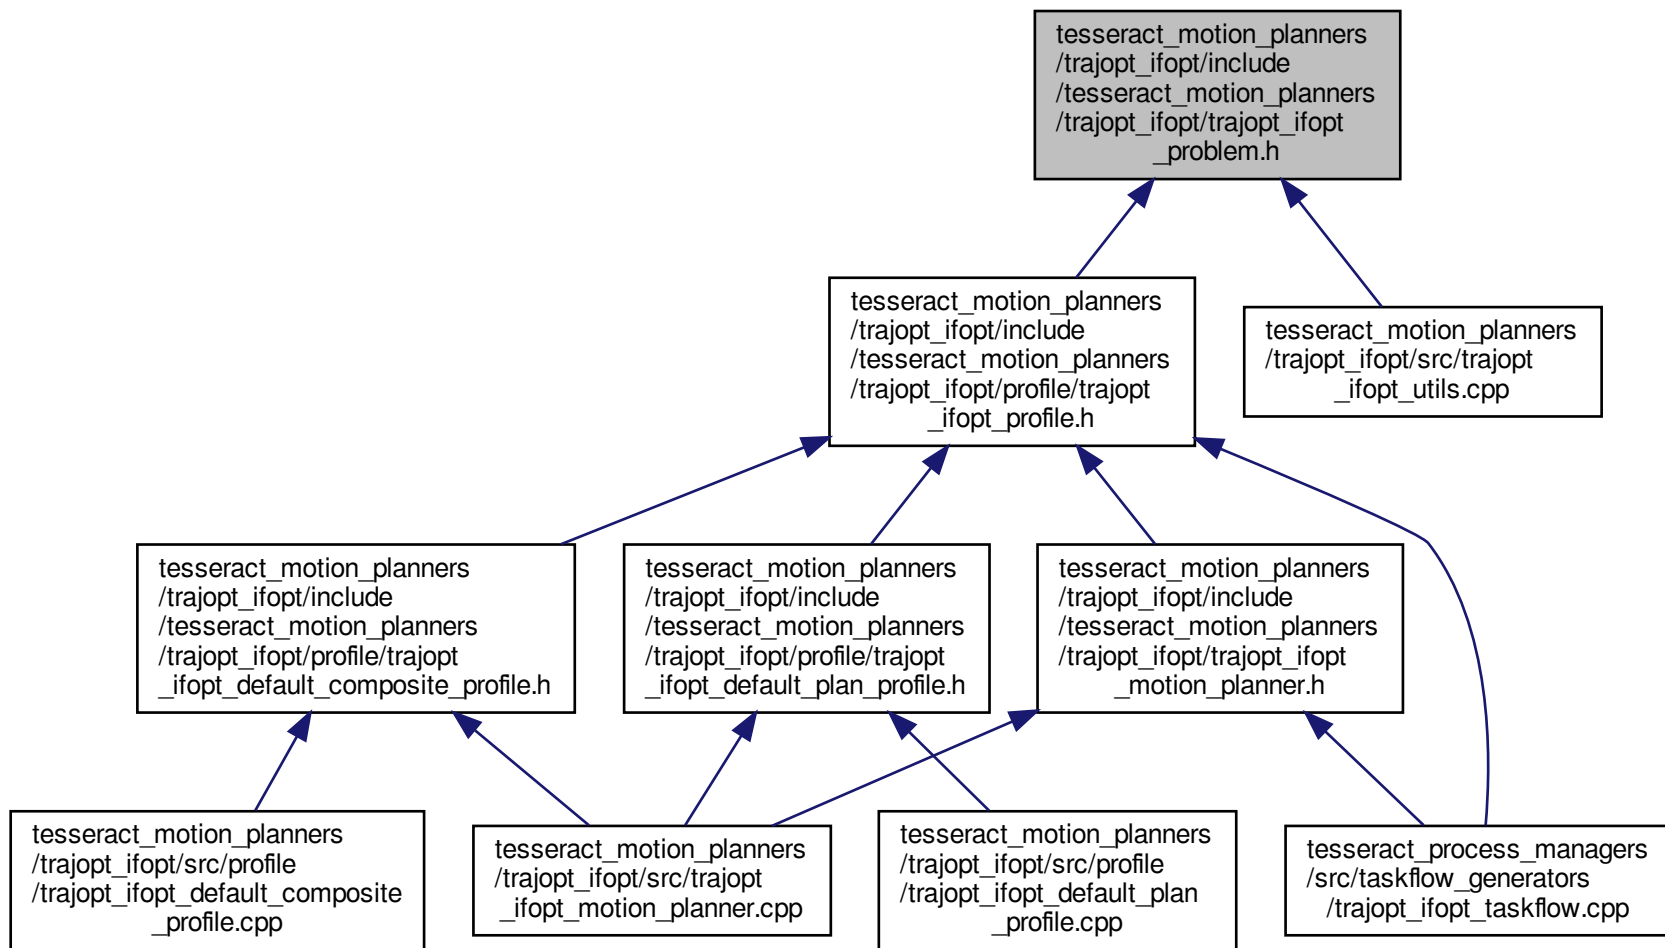 tesseract_motion_planners
/trajopt_ifopt/include
/tesseract_motion_planners
/trajopt_ifopt/trajopt_ifopt
_problem.h
tesseract_motion_planners
/trajopt_ifopt/include
/tesseract_motion_planners
/trajopt_ifopt/profile/trajopt
_ifopt_profile.h
tesseract_motion_planners
/trajopt_ifopt/src/trajopt
_ifopt_utils.cpp
tesseract_motion_planners
/trajopt_ifopt/include
/tesseract_motion_planners
/trajopt_ifopt/profile/trajopt
_ifopt_default_composite_profile.h
tesseract_motion_planners
/trajopt_ifopt/include
/tesseract_motion_planners
/trajopt_ifopt/profile/trajopt
_ifopt_default_plan_profile.h
tesseract_motion_planners
/trajopt_ifopt/include
/tesseract_motion_planners
/trajopt_ifopt/trajopt_ifopt
_motion_planner.h
tesseract_motion_planners
/trajopt_ifopt/src/profile
/trajopt_ifopt_default_composite
_profile.cpp
tesseract_motion_planners
/trajopt_ifopt/src/trajopt
_ifopt_motion_planner.cpp
tesseract_motion_planners
/trajopt_ifopt/src/profile
/trajopt_ifopt_default_plan
_profile.cpp
tesseract_process_managers
/src/taskflow_generators
/trajopt_ifopt_taskflow.cpp